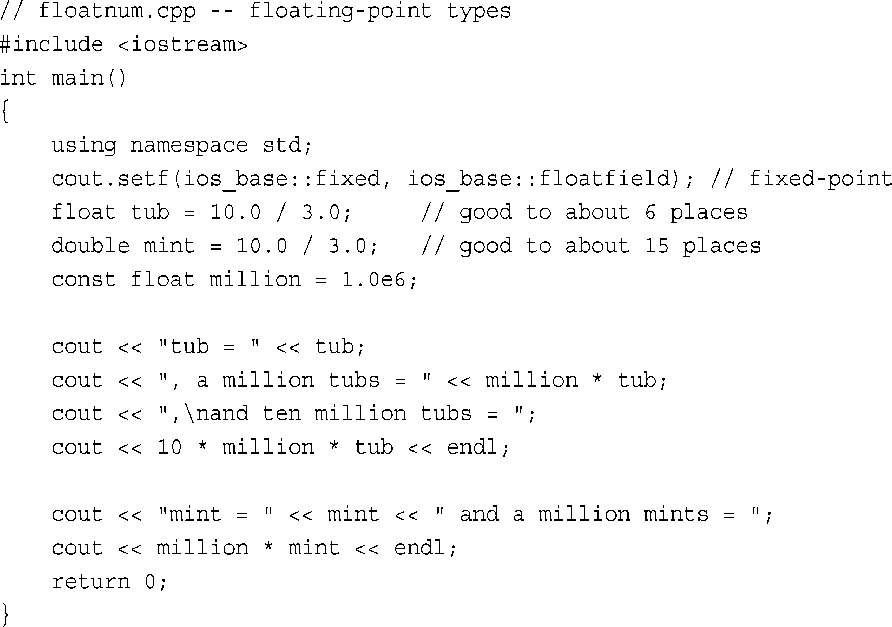 // floatnum.cpp -- floating-point types
#include <iostream>
int main()
{
    using namespace std;
    cout.setf(ios_base::fixed, ios_base::floatfield); // fixed-point
    float tub = 10.0 / 3.0;     // good to about 6 places
    double mint = 10.0 / 3.0;   // good to about 15 places
    const float million = 1.0e6;

    cout << "tub = " << tub;
    cout << ", a million tubs = " << million * tub;
    cout << ",\nand ten million tubs = ";
    cout << 10 * million * tub << endl;

    cout << "mint = " << mint << " and a million mints = ";
    cout << million * mint << endl;
    return 0;
}